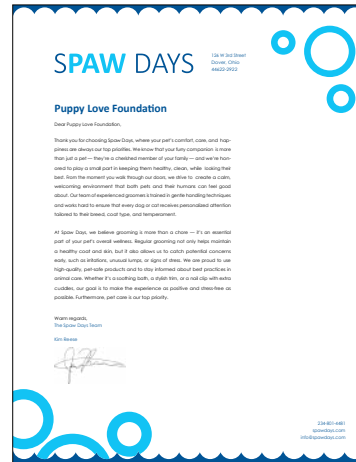 SPAW DAYS
136 W 3rd Street
Dover, Ohio
44622-2922
Puppy Love Foundation
Dear Puppy Love Foundation,
Thank you for choosing Spaw Days, where your pet's comfort, care, and hap-
piness are always our top priorities. We know that your furry companion is more
than just a pet — they're a cherished member of your family — and we're hon-
ored to play a small part in keeping them healthy, clean, while looking their
best. From the moment you walk through our doors, we strive to create a calm,
welcoming environment that both pets and their humans can feel good
about. Our team of experienced groomers is trained in gentle handling techniques
and works hard to ensure that every dog or cat receives personalized attention
tailored to their breed, coat type, and temperament.
At Spaw Days, we believe grooming is more than a chore — it's an essential
part of your pet's overall wellness. Regular grooming not only helps maintain
a healthy coat and skin, but it also allows us to catch potential concerns
early, such as irritations, unusual lumps, or signs of stress. We are proud to use
high-quality, pet-safe products and to stay informed about best practices in
animal care. Whether it's a soothing bath, a stylish trim, or a nail clip with extra
cuddles, our goal is to make the experience as positive and stress-free as
possible. Furthermore, pet care is our top priority.
Warm regards,
The Spaw Days Team
Kim Reese
234-801-4481
spawdays.com
info@spawdays.com